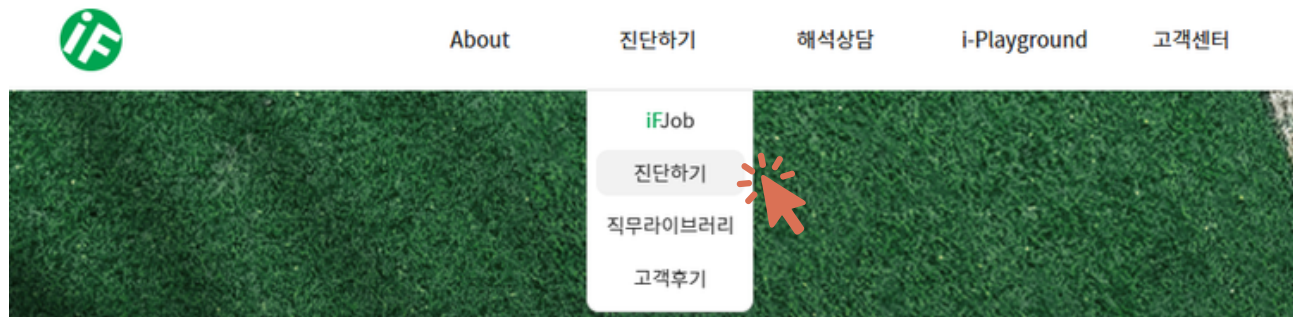 iF
About 진단하기 해석상담 i-Playground 고객센터
iFJob
진단하기
직무라이브러리
고객후기